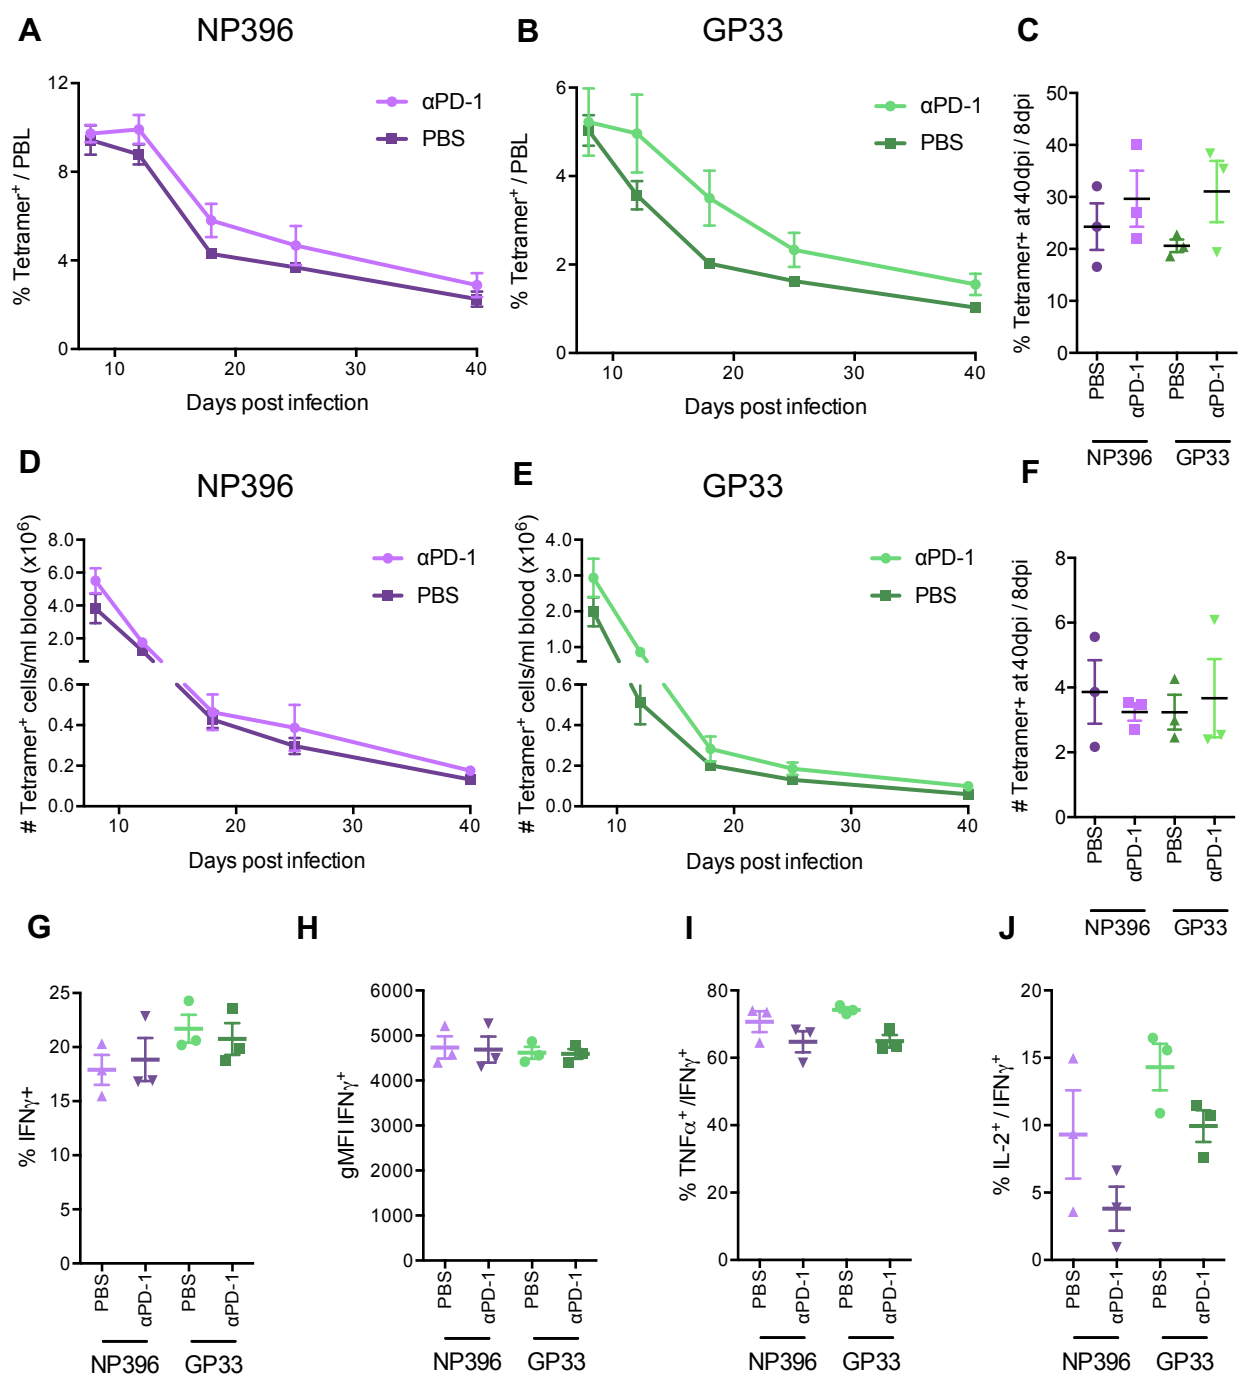 A
NP396
12
8
4
0
10
20
30
40
% Tetramer⁺ / PBL
Days post infection
αPD-1
PBS
B
GP33
6
4
2
0
10
20
30
40
% Tetramer⁺ / PBL
Days post infection
αPD-1
PBS
C
50
40
30
20
10
0
% Tetramer+ at 40dpi / 8dpi
PBS
αPD-1
PBS
αPD-1
NP396
GP33
D
NP396
8.0
6.0
4.0
2.0
0.6
0.4
0.2
0.0
10
20
30
40
# Tetramer⁺ cells/ml blood (x10⁶)
Days post infection
αPD-1
PBS
E
GP33
4.0
3.0
2.0
1.0
0.6
0.4
0.2
0.0
10
20
30
40
# Tetramer⁺ cells/ml blood (x10⁶)
Days post infection
αPD-1
PBS
F
8
6
4
2
0
# Tetramer+ at 40dpi / 8dpi
PBS
αPD-1
PBS
αPD-1
NP396
GP33
G
25
20
15
10
5
0
% IFNγ+
PBS
αPD-1
PBS
αPD-1
NP396
GP33
H
6000
5000
4000
3000
2000
1000
0
gMFI IFNγ⁺
PBS
αPD-1
PBS
αPD-1
NP396
GP33
I
80
60
40
20
0
% TNFα⁺ /IFNγ⁺
PBS
αPD-1
PBS
αPD-1
NP396
GP33
J
20
15
10
5
0
% IL-2⁺ / IFNγ⁺
PBS
αPD-1
PBS
αPD-1
NP396
GP33